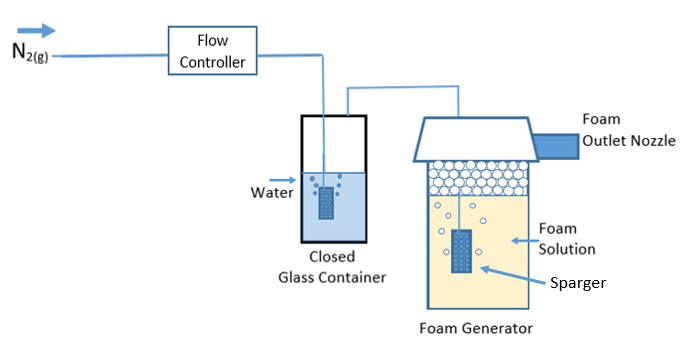 N2(g)
Flow
Controller
Foam
Outlet Nozzle
Water
Foam
Solution
Closed
Glass Container
Sparger
Foam Generator